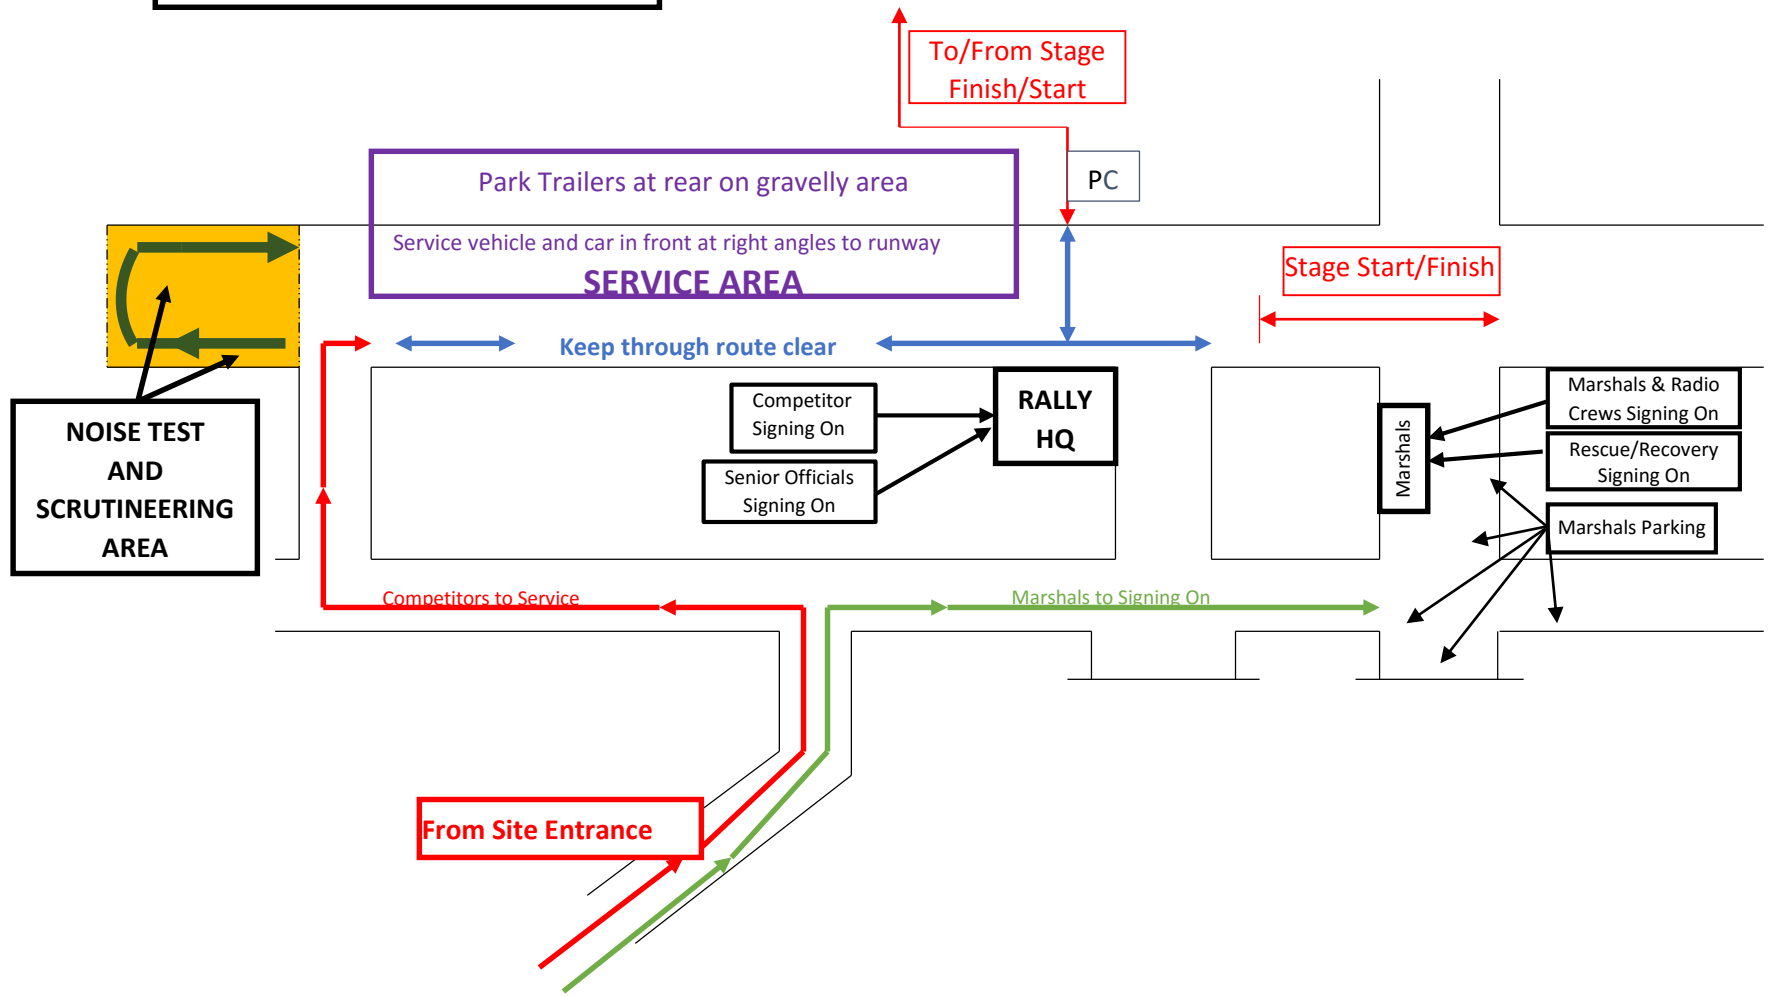 To/From Stage
Finish/Start
Park Trailers at rear on gravelly area
PC
Service vehicle and car in front at right angles to runway
SERVICE AREA
Stage Start/Finish
Keep through route clear
Competitor
Signing On
RALLY
HQ
Marshals
Marshals & Radio
Crews Signing On
NOISE TEST
AND
SCRUTINEERING
AREA
Senior Officials
Signing On
Rescue/Recovery
Signing On
Marshals Parking
Competitors to Service
Marshals to Signing On
From Site Entrance